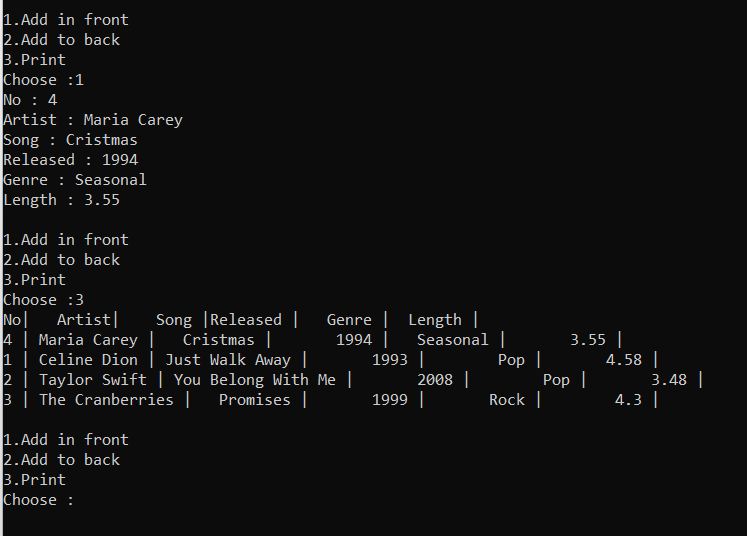 1.Add in front
2.Add to back
3.Print
Choose :1
No : 4
Artist : Maria Carey
Song : Cristmas
Released : 1994
Genre : Seasonal
Length : 3.55
1.Add in front
2.Add to back
3.Print
Choose :3
No|   Artist|    Song |Released |   Genre |  Length |
4 | Maria Carey |   Cristmas |       1994 |   Seasonal |       3.55 |
1 | Celine Dion | Just Walk Away |       1993 |        Pop |       4.58 |
2 | Taylor Swift | You Belong With Me |       2008 |        Pop |       3.48 |
3 | The Cranberries |   Promises |       1999 |       Rock |        4.3 |
1.Add in front
2.Add to back
3.Print
Choose :